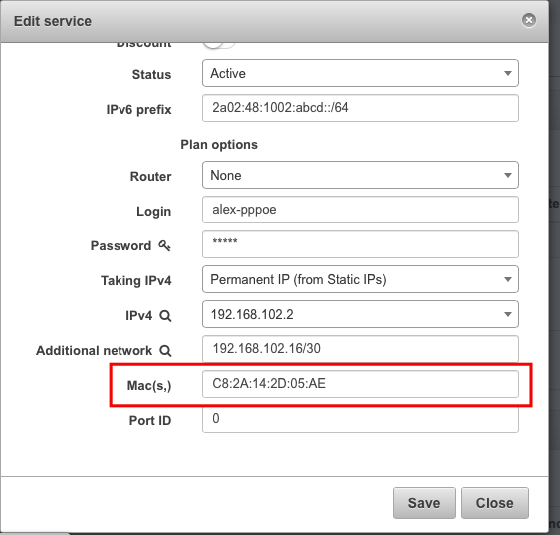 Edit service
Discount
Status Active
IPv6 prefix 2a02:48:1002:abcd::/64
Plan options
Router None
Login alex-pppoe
Password *****
Taking IPv4 Permanent IP (from Static IPs)
IPv4 192.168.102.2
Additional network 192.168.102.16/30
Mac(s,) C8:2A:14:2D:05:AE
Port ID 0
Save Close